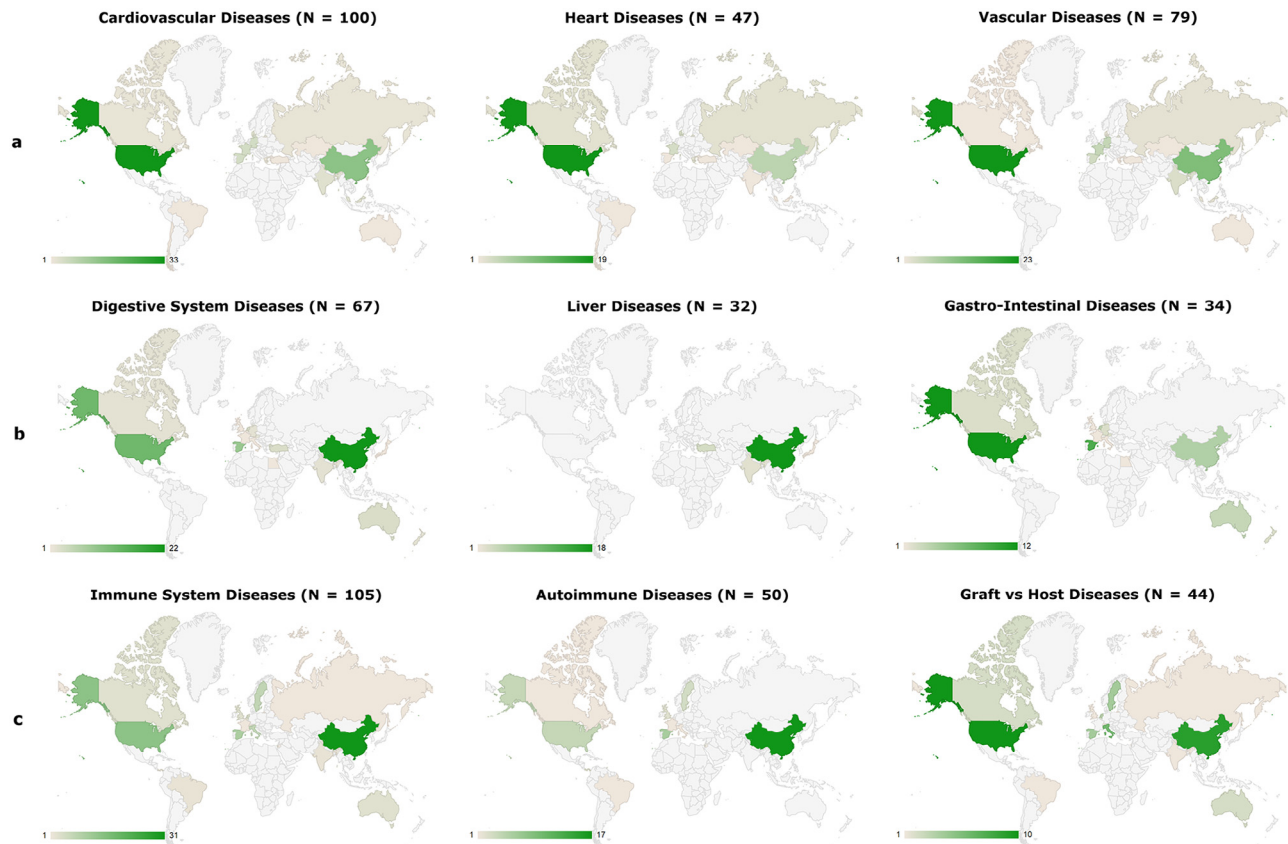 Cardiovascular Diseases (N = 100)
Heart Diseases (N = 47)
Vascular Diseases (N = 79)
a
1 33
1 19
1 23
Digestive System Diseases (N = 67)
Liver Diseases (N = 32)
Gastro-Intestinal Diseases (N = 34)
b
1 22
1 18
1 12
Immune System Diseases (N = 105)
Autoimmune Diseases (N = 50)
Graft vs Host Diseases (N = 44)
c
1 31
1 17
1 10